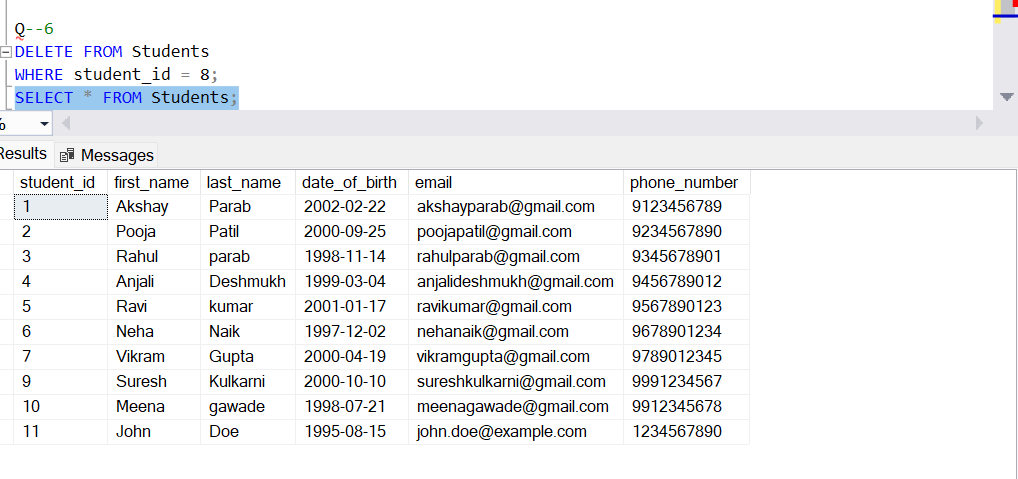 Q--6
DELETE FROM Students
WHERE student_id = 8;
SELECT * FROM Students;
%
Results Messages
student_id first_name last_name date_of_birth email phone_number
1 Akshay Parab 2002-02-22 akshayparab@gmail.com 9123456789
2 Pooja Patil 2000-09-25 poojapatil@gmail.com 9234567890
3 Rahul parab 1998-11-14 rahulparab@gmail.com 9345678901
4 Anjali Deshmukh 1999-03-04 anjalideshmukh@gmail.com 9456789012
5 Ravi kumar 2001-01-17 ravikumar@gmail.com 9567890123
6 Neha Naik 1997-12-02 nehanaik@gmail.com 9678901234
7 Vikram Gupta 2000-04-19 vikramgupta@gmail.com 9789012345
9 Suresh Kulkarni 2000-10-10 sureshkulkarni@gmail.com 9991234567
10 Meena gawade 1998-07-21 meenagawade@gmail.com 9912345678
11 John Doe 1995-08-15 john.doe@example.com 1234567890